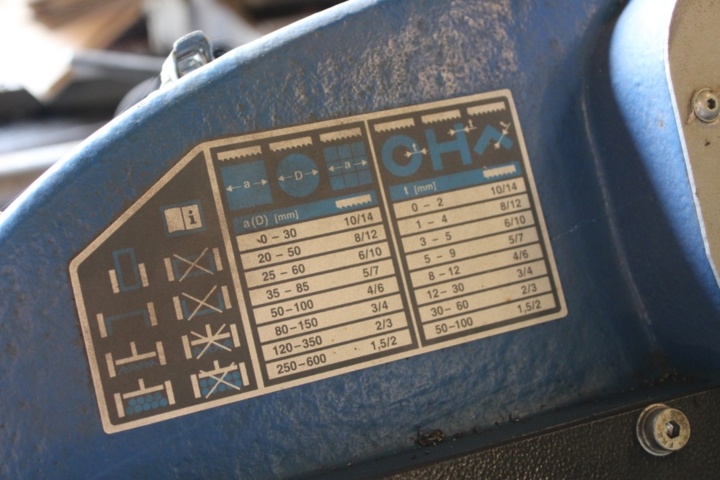 i
a
D
a
a (D) [mm]
0 - 30 10/14
20 - 50 8/12
25 - 60 6/10
35 - 85 5/7
50-100 4/6
80-150 3/4
120-350 2/3
250-600 1,5/2
t
t
t
t [mm]
0 - 2 10/14
1 - 4 8/12
3 - 5 6/10
5 - 9 5/7
8 - 12 4/6
12 - 30 3/4
30 - 60 2/3
50-100 1,5/2